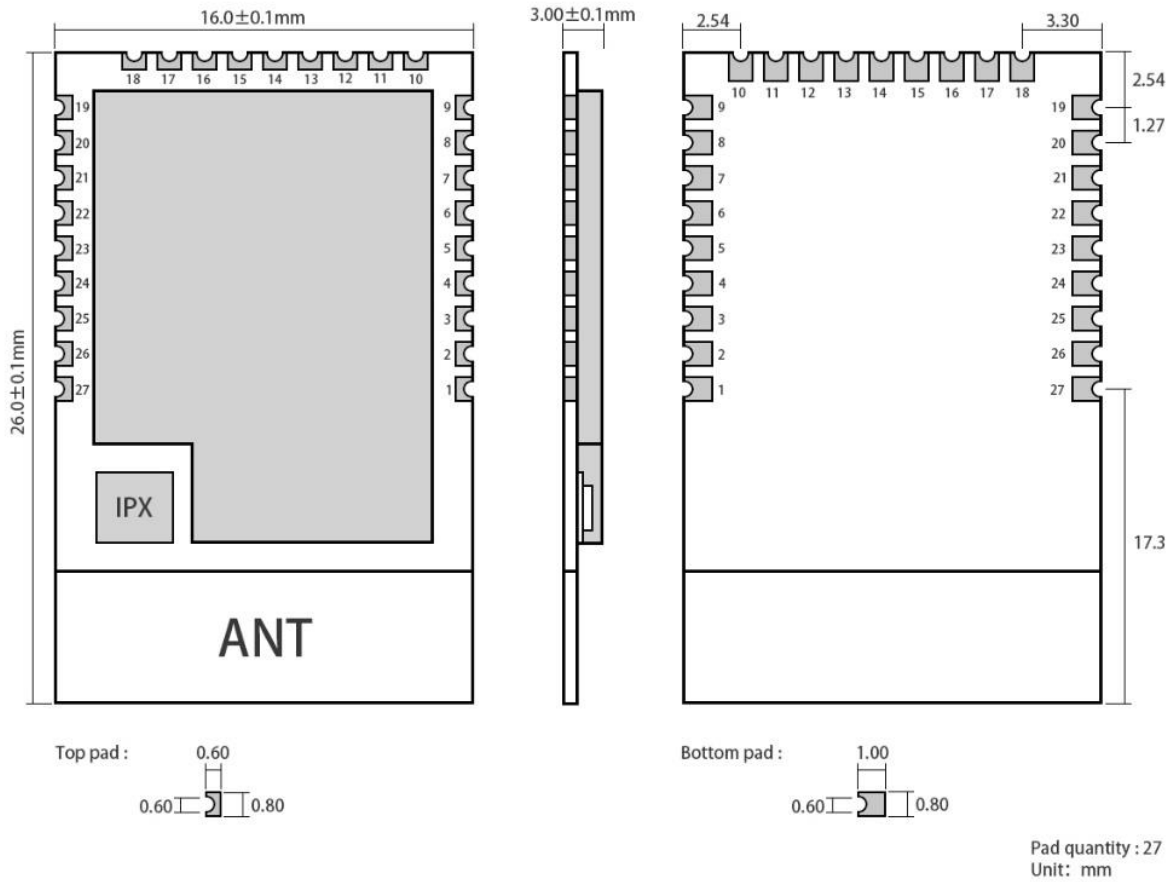 16.0±0.1mm
3.00±0.1mm
2.54
3.30
18 17 16 15 14 13 12 11 10
10 11 12 13 14 15 16 17 18
2.54
19 9
9 19
1.27
20 8
8 20
21 7
7 21
22 6
6 22
23 5
5 23
24 4
4 24
25 3
3 25
26 2
2 26
27 1
1 27
26.0±0.1mm
IPX
17.3
ANT
Top pad :
0.60
0.60
0.80
Bottom pad :
1.00
0.60
0.80
Pad quantity : 27
Unit: mm